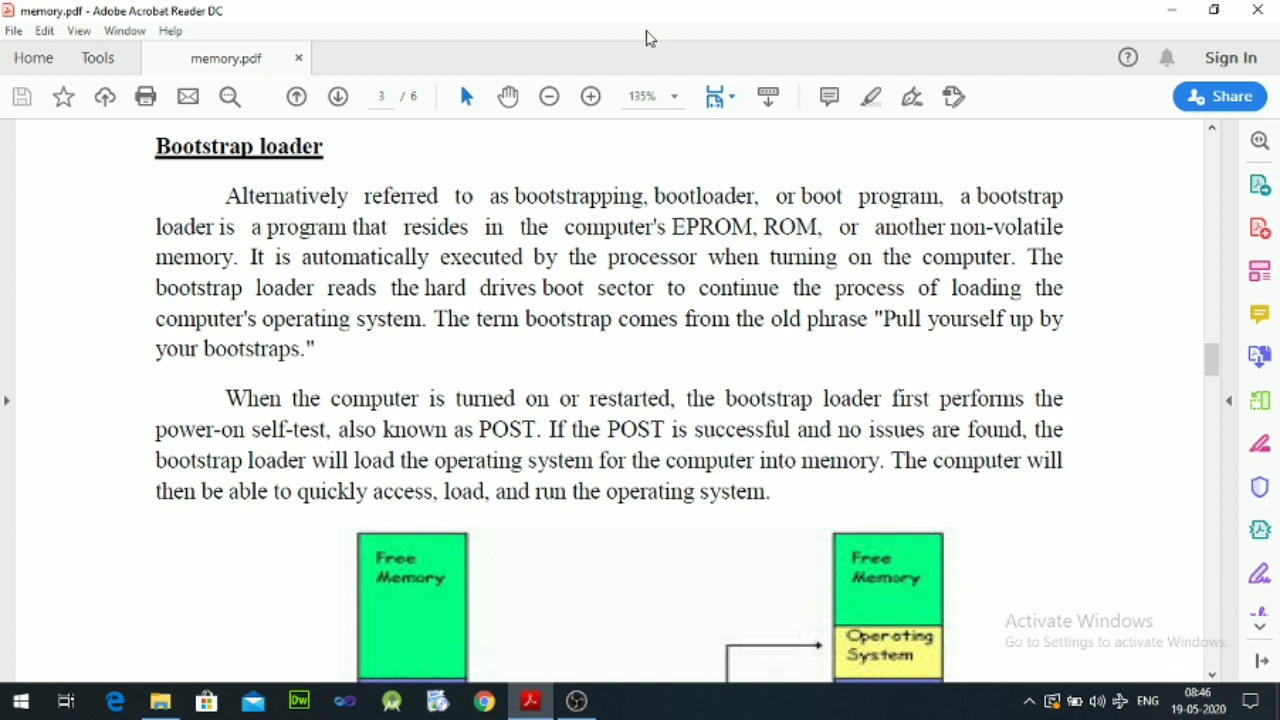 memory.pdf - Adobe Acrobat Reader DC
File Edit View Window Help
Home Tools memory.pdf Sign In
3 / 6 135% Share
Bootstrap loader
Alternatively referred to as bootstrapping, bootloader, or boot program, a bootstrap
loader is a program that resides in the computer's EPROM, ROM, or another non-volatile
memory. It is automatically executed by the processor when turning on the computer. The
bootstrap loader reads the hard drives boot sector to continue the process of loading the
computer's operating system. The term bootstrap comes from the old phrase "Pull yourself up by
your bootstraps."
When the computer is turned on or restarted, the bootstrap loader first performs the
power-on self-test, also known as POST. If the POST is successful and no issues are found, the
bootstrap loader will load the operating system for the computer into memory. The computer will
then be able to quickly access, load, and run the operating system.
Free
Memory
Free
Memory
Operating
System
Activate Windows
Go to Settings to activate Windows.
Dw
ENG
08:46
19-05-2020